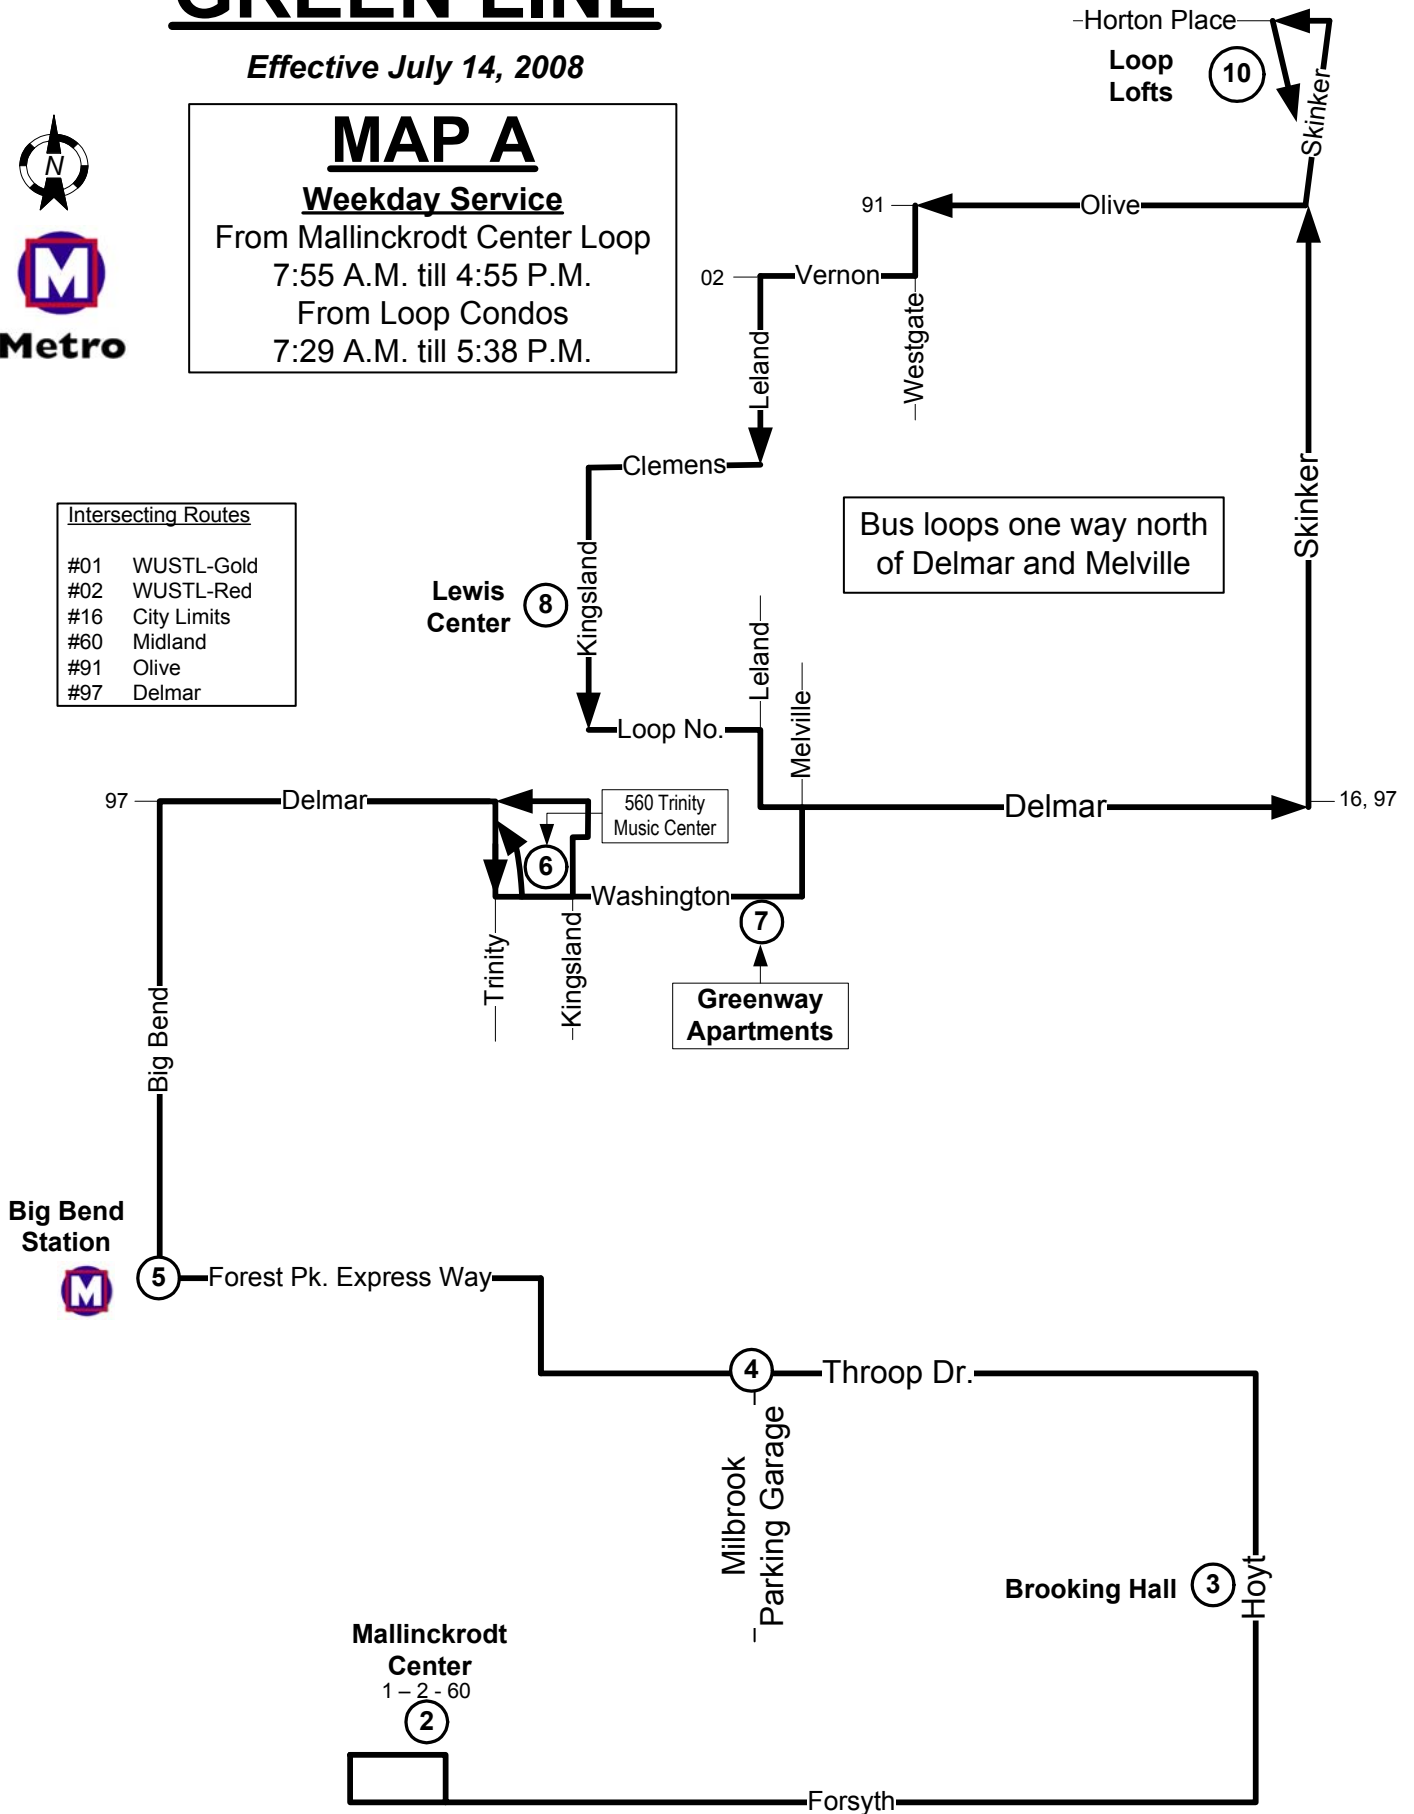 GREEN LINE
Effective July 14, 2008
MAP A
Weekday Service
From Mallinckrodt Center Loop
7:55 A.M. till 4:55 P.M.
From Loop Condos
7:29 A.M. till 5:38 P.M.
N
M
Metro
Horton Place
Loop
Lofts
10
Skinker
91
Olive
02
Vernon
Westgate
Leland
Clemens
Intersecting Routes
#01 WUSTL-Gold
#02 WUSTL-Red
#16 City Limits
#60 Midland
#91 Olive
#97 Delmar
Lewis
Center
8
Kingsland
Bus loops one way north
of Delmar and Melville
Skinker
Leland
Melville
Loop No.
97
Delmar
560 Trinity
Music Center
6
Delmar
16, 97
Washington
7
Trinity
Kingsland
Greenway
Apartments
Big Bend
Big Bend
Station
M
5
Forest Pk. Express Way
4
Throop Dr.
Milbrook
Parking Garage
Brooking Hall
3
Hoyt
Mallinckrodt
Center
1 – 2 - 60
2
Forsyth